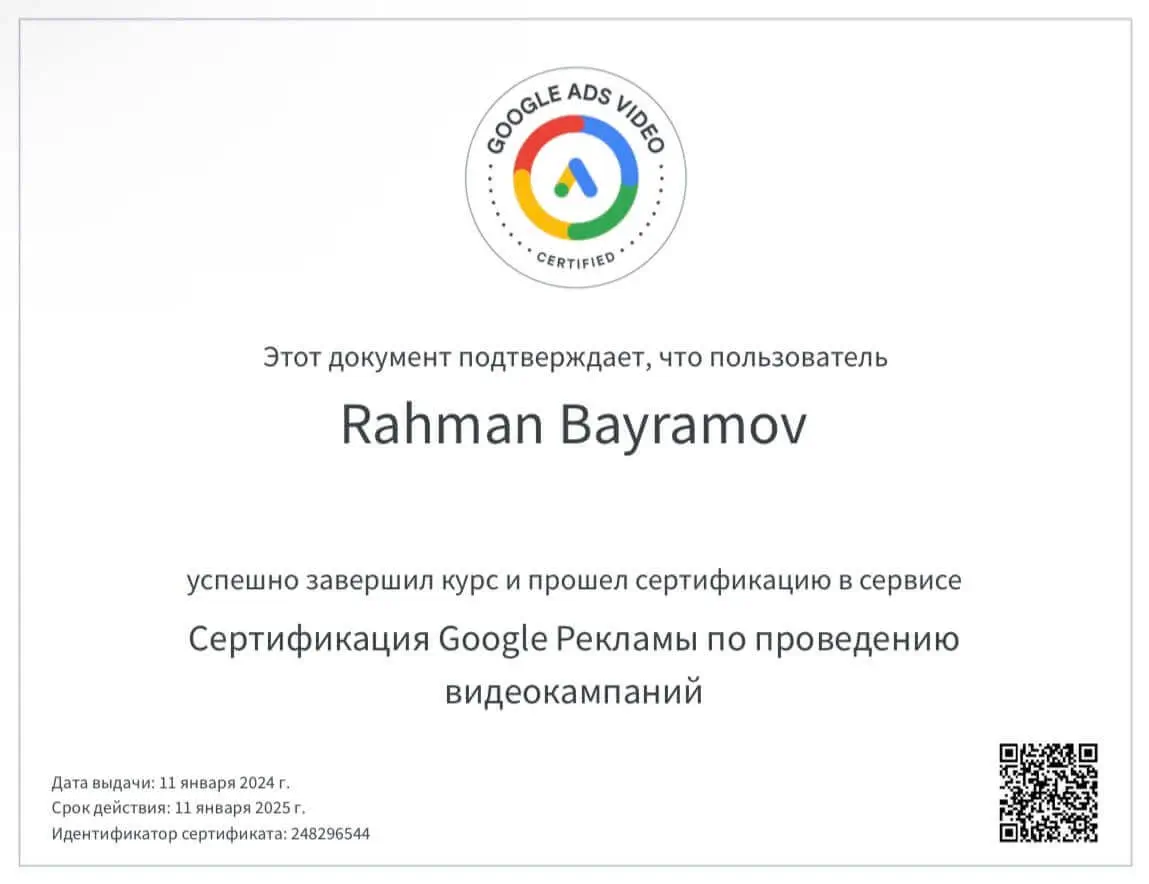 GOOGLE ADS VIDEO
CERTIFIED
Этот документ подтверждает, что пользователь
Rahman Bayramov
успешно завершил курс и прошел сертификацию в сервисе
Сертификация Google Рекламы по проведению
видеокампаний
Дата выдачи: 11 января 2024 г.
Срок действия: 11 января 2025 г.
Идентификатор сертификата: 248296544